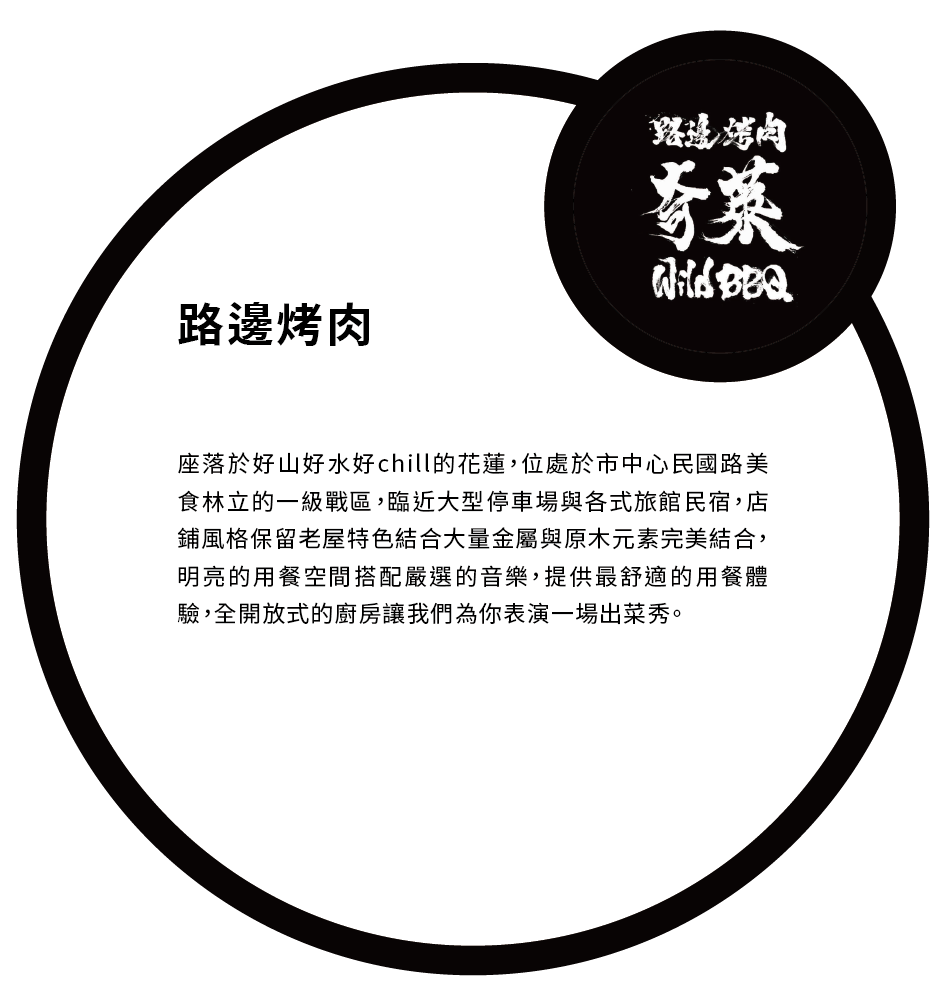 路邊烤肉
奇萊
Wild BBQ
路邊烤肉
座落於好山好水好chill的花蓮，位處於市中心民國路美
食林立的一級戰區，臨近大型停車場與各式旅館民宿，店
鋪風格保留老屋特色結合大量金屬與原木元素完美結合，
明亮的用餐空間搭配嚴選的音樂，提供最舒適的用餐體
驗，全開放式的廚房讓我們為你表演一場出菜秀。